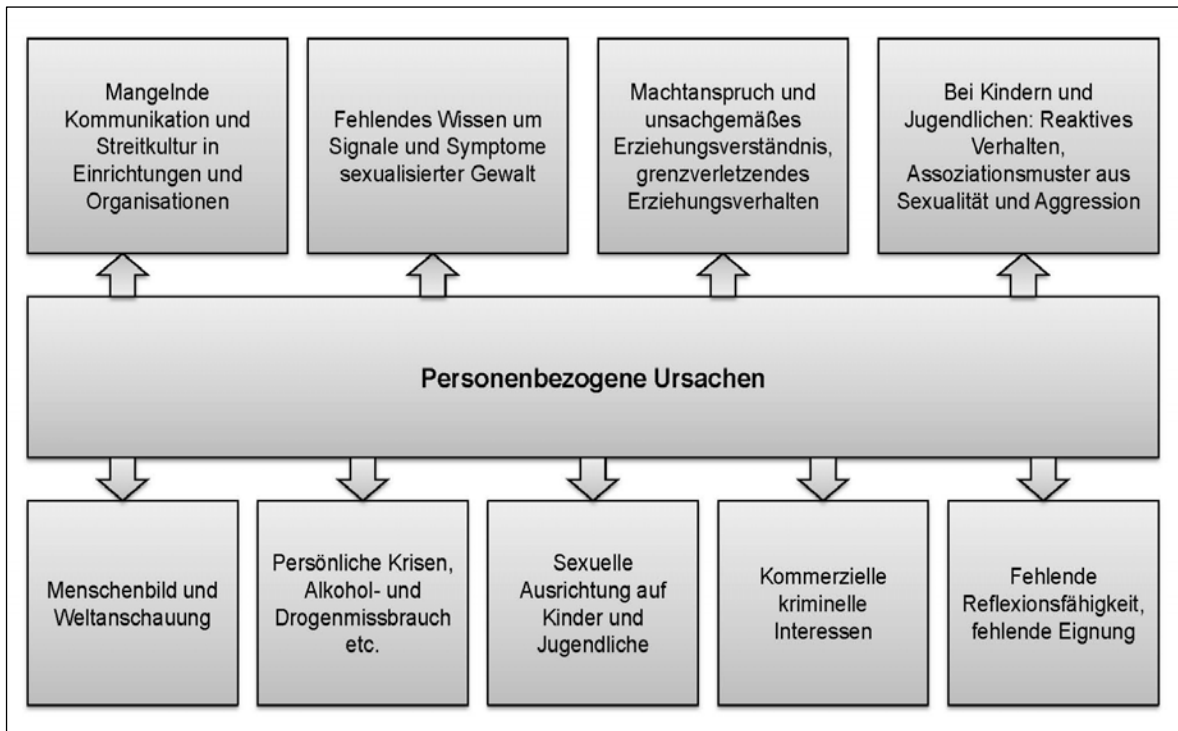 Mangelnde
Kommunikation und
Streitkultur in
Einrichtungen und
Organisationen
Fehlendes Wissen um
Signale und Symptome
sexualisierter Gewalt
Machtanspruch und
unsachgemäßes
Erziehungsverständnis,
grenzverletzendes
Erziehungsverhalten
Bei Kindern und
Jugendlichen: Reaktives
Verhalten,
Assoziationsmuster aus
Sexualität und Aggression
Personenbezogene Ursachen
Menschenbild und
Weltanschauung
Persönliche Krisen,
Alkohol- und
Drogenmissbrauch
etc.
Sexuelle
Ausrichtung auf
Kinder und
Jugendliche
Kommerzielle
kriminelle
Interessen
Fehlende
Reflexionsfähigkeit,
fehlende Eignung